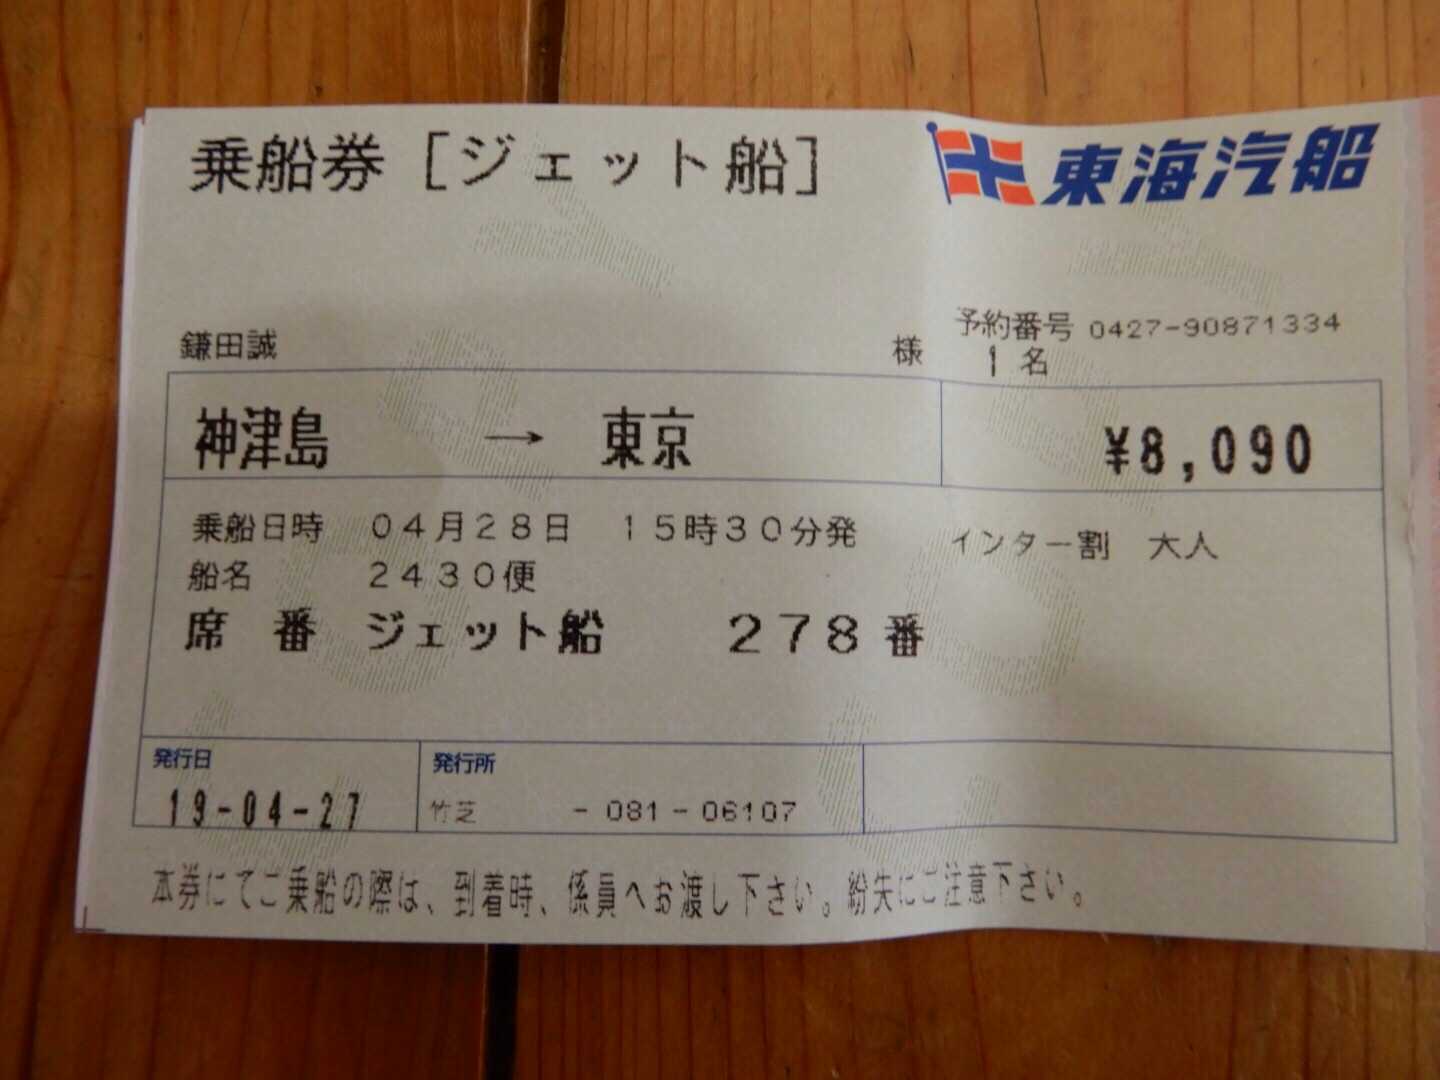 乗船券［ジェット船］ 東海汽船
予約番号 0427-90871334
鎌田誠 様 1 名
神津島 → 東京 ¥8,090
乗船日時 04月28日 15時30分発 インター割 大人
船名 2430便
席 番 ジェット船 278番
発行日 発行所
19-04-27 竹芝 -081-06107
本券にてご乗船の際は、到着時、係員へお渡し下さい。紛失にご注意下さい。